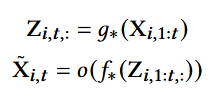 Z_{i,t,:} = g_*(X_{i,1:t})
X̃_{i,t} = o(f_*(Z_{i,1:t,:}))